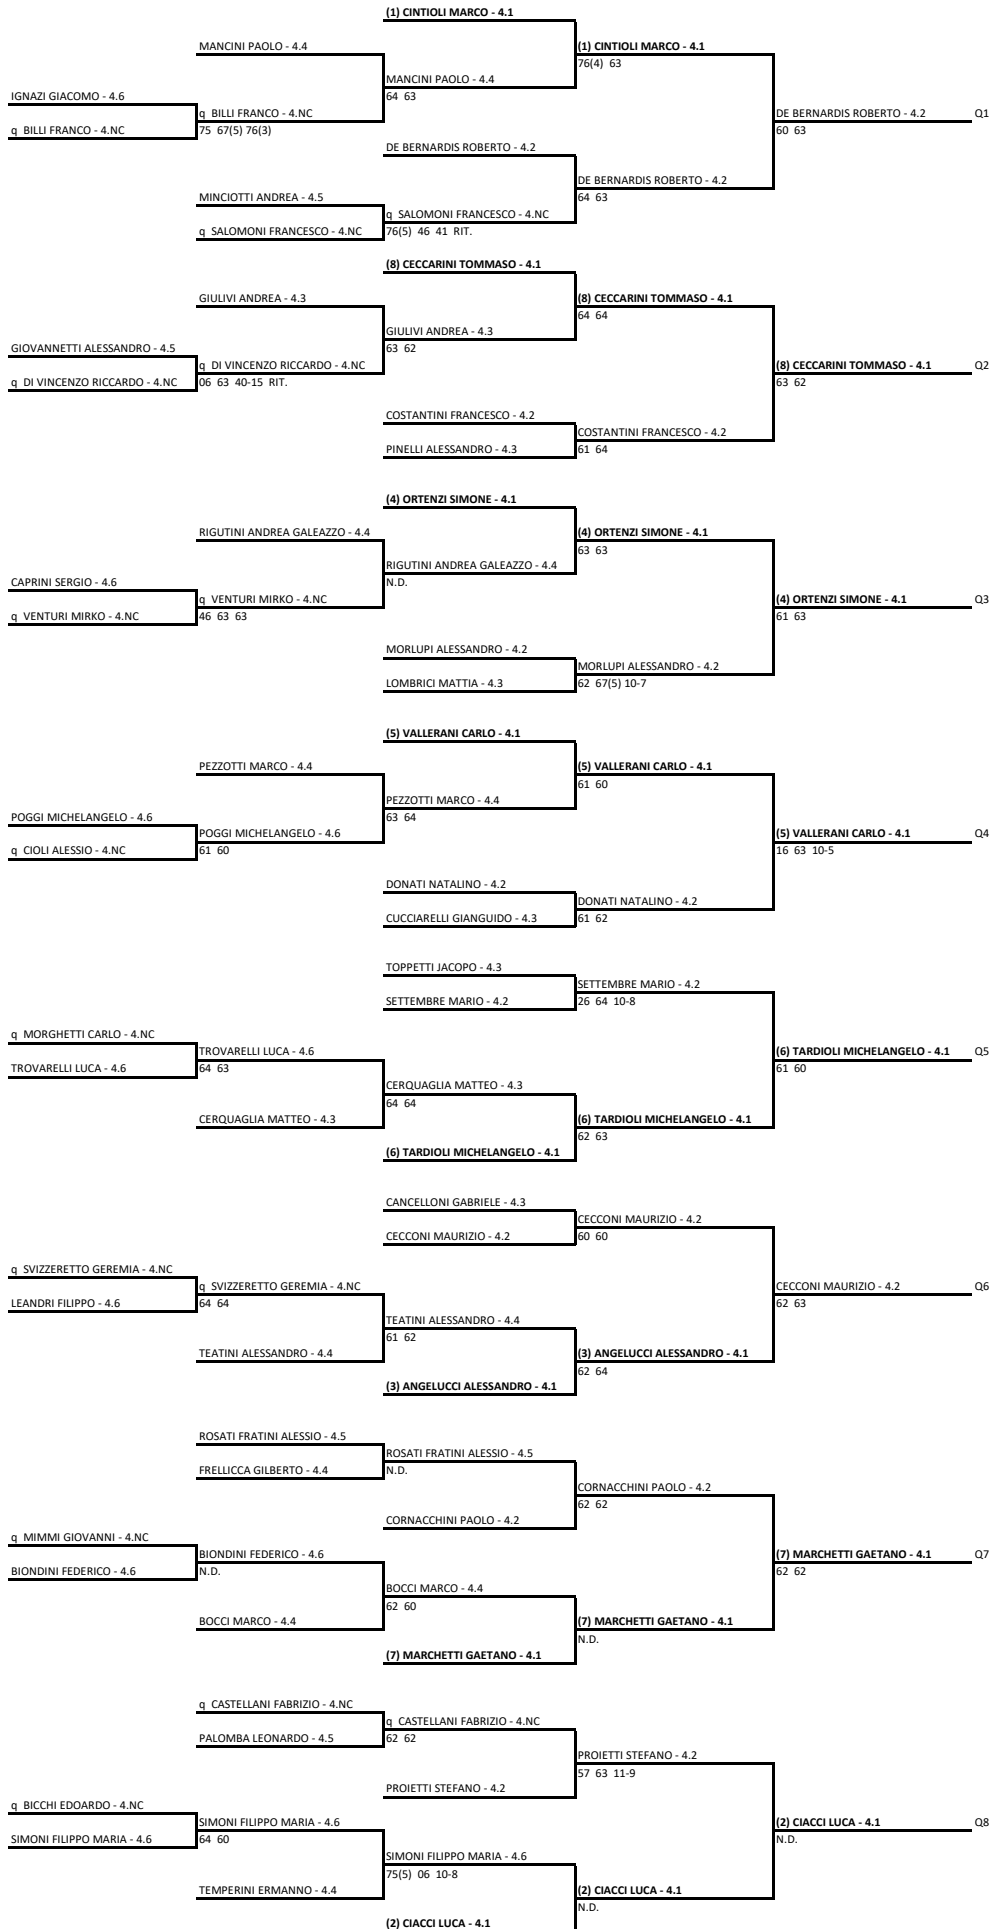 (1) CINTIOLI MARCO - 4.1
MANCINI PAOLO - 4.4
(1) CINTIOLI MARCO - 4.1
76(4) 63
MANCINI PAOLO - 4.4
64 63
IGNAZI GIACOMO - 4.6
q BILLI FRANCO - 4.NC
DE BERNARDIS ROBERTO - 4.2
Q1
q BILLI FRANCO - 4.NC
75 67(5) 76(3)
60 63
DE BERNARDIS ROBERTO - 4.2
DE BERNARDIS ROBERTO - 4.2
MINCIOTTI ANDREA - 4.5
64 63
q SALOMONI FRANCESCO - 4.NC
q SALOMONI FRANCESCO - 4.NC
76(5) 46 41 RIT.
(8) CECCARINI TOMMASO - 4.1
GIULIVI ANDREA - 4.3
(8) CECCARINI TOMMASO - 4.1
64 64
GIULIVI ANDREA - 4.3
GIOVANNETTI ALESSANDRO - 4.5
63 62
q DI VINCENZO RICCARDO - 4.NC
(8) CECCARINI TOMMASO - 4.1
Q2
q DI VINCENZO RICCARDO - 4.NC
06 63 40-15 RIT.
63 62
COSTANTINI FRANCESCO - 4.2
COSTANTINI FRANCESCO - 4.2
PINELLI ALESSANDRO - 4.3
61 64
(4) ORTENZI SIMONE - 4.1
RIGUTINI ANDREA GALEAZZO - 4.4
(4) ORTENZI SIMONE - 4.1
63 63
RIGUTINI ANDREA GALEAZZO - 4.4
CAPRINI SERGIO - 4.6
N.D.
q VENTURI MIRKO - 4.NC
(4) ORTENZI SIMONE - 4.1
Q3
q VENTURI MIRKO - 4.NC
46 63 63
61 63
MORLUPI ALESSANDRO - 4.2
MORLUPI ALESSANDRO - 4.2
LOMBRICI MATTIA - 4.3
62 67(5) 10-7
(5) VALLERANI CARLO - 4.1
PEZZOTTI MARCO - 4.4
(5) VALLERANI CARLO - 4.1
61 60
PEZZOTTI MARCO - 4.4
POGGI MICHELANGELO - 4.6
63 64
POGGI MICHELANGELO - 4.6
(5) VALLERANI CARLO - 4.1
Q4
q CIOLI ALESSIO - 4.NC
61 60
16 63 10-5
DONATI NATALINO - 4.2
DONATI NATALINO - 4.2
CUCCIARELLI GIANGUIDO - 4.3
61 62
TOPPETTI JACOPO - 4.3
SETTEMBRE MARIO - 4.2
SETTEMBRE MARIO - 4.2
26 64 10-8
q MORGHETTI CARLO - 4.NC
TROVARELLI LUCA - 4.6
(6) TARDIOLI MICHELANGELO - 4.1
Q5
TROVARELLI LUCA - 4.6
64 63
61 60
CERQUAGLIA MATTEO - 4.3
64 64
CERQUAGLIA MATTEO - 4.3
(6) TARDIOLI MICHELANGELO - 4.1
62 63
(6) TARDIOLI MICHELANGELO - 4.1
CANCELLONI GABRIELE - 4.3
CECCONI MAURIZIO - 4.2
CECCONI MAURIZIO - 4.2
60 60
q SVIZZERETTO GEREMIA - 4.NC
q SVIZZERETTO GEREMIA - 4.NC
CECCONI MAURIZIO - 4.2
Q6
LEANDRI FILIPPO - 4.6
64 64
62 63
TEATINI ALESSANDRO - 4.4
61 62
TEATINI ALESSANDRO - 4.4
(3) ANGELUCCI ALESSANDRO - 4.1
62 64
(3) ANGELUCCI ALESSANDRO - 4.1
ROSATI FRATINI ALESSIO - 4.5
ROSATI FRATINI ALESSIO - 4.5
FRELLICCA GILBERTO - 4.4
N.D.
CORNACCHINI PAOLO - 4.2
62 62
CORNACCHINI PAOLO - 4.2
q MIMMI GIOVANNI - 4.NC
BIONDINI FEDERICO - 4.6
(7) MARCHETTI GAETANO - 4.1
Q7
BIONDINI FEDERICO - 4.6
N.D.
62 62
BOCCI MARCO - 4.4
62 60
BOCCI MARCO - 4.4
(7) MARCHETTI GAETANO - 4.1
N.D.
(7) MARCHETTI GAETANO - 4.1
q CASTELLANI FABRIZIO - 4.NC
q CASTELLANI FABRIZIO - 4.NC
PALOMBA LEONARDO - 4.5
62 62
PROIETTI STEFANO - 4.2
57 63 11-9
PROIETTI STEFANO - 4.2
q BICCHI EDOARDO - 4.NC
SIMONI FILIPPO MARIA - 4.6
(2) CIACCI LUCA - 4.1
Q8
SIMONI FILIPPO MARIA - 4.6
64 60
N.D.
SIMONI FILIPPO MARIA - 4.6
75(5) 06 10-8
TEMPERINI ERMANNO - 4.4
(2) CIACCI LUCA - 4.1
N.D.
(2) CIACCI LUCA - 4.1